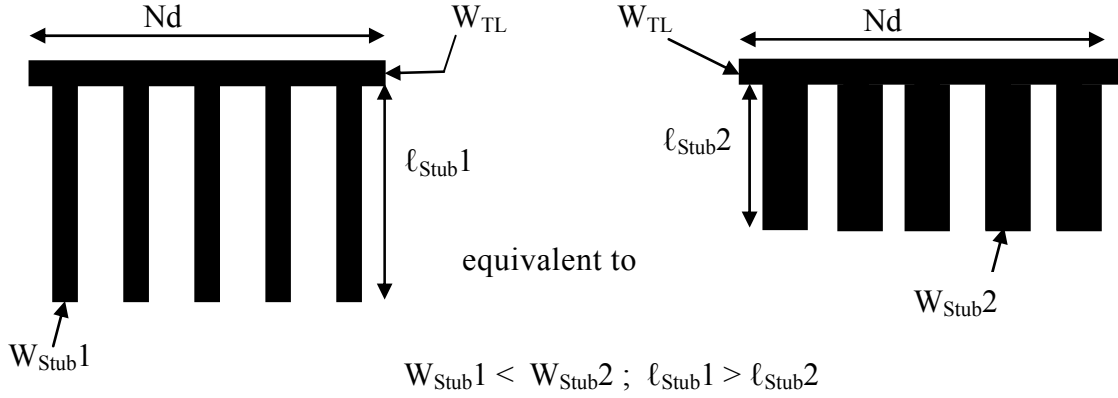 Nd
W_TL
W_TL
Nd
ℓ_Stub1
ℓ_Stub2
equivalent to
W_Stub1
W_Stub2
W_Stub1 < W_Stub2 ; ℓ_Stub1 > ℓ_Stub2